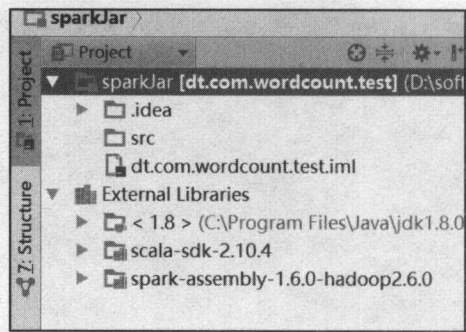 sparkJar
Project
sparkJar [dt.com.wordcount.test] (D:\soft
.idea
src
dt.com.wordcount.test.iml
External Libraries
< 1.8 > (C:\Program Files\Java\jdk1.8.0
scala-sdk-2.10.4
spark-assembly-1.6.0-hadoop2.6.0
1: Project
Z: Structure